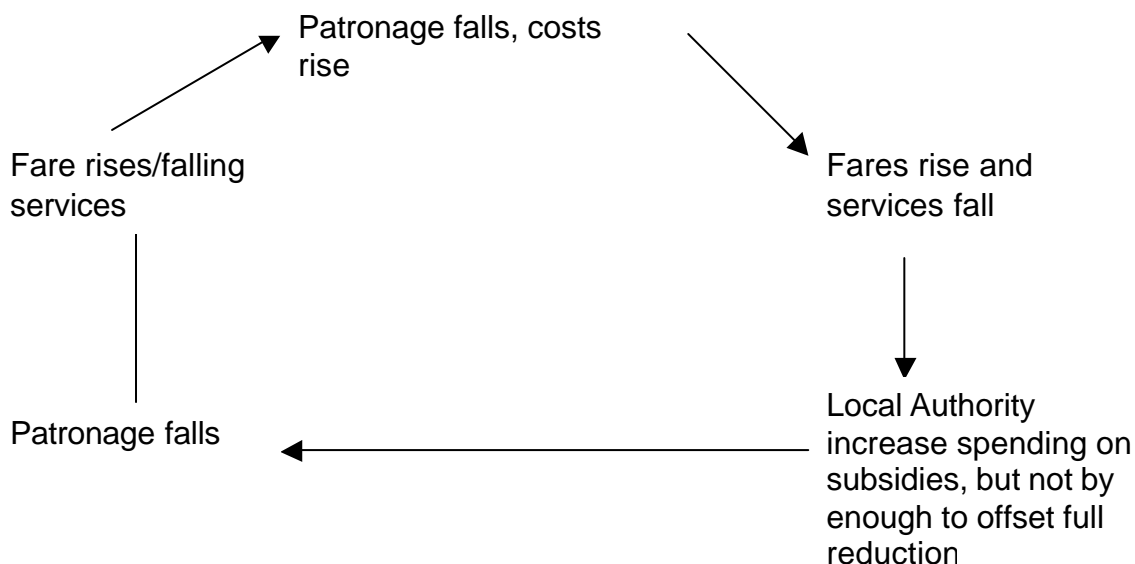 Patronage falls, costs
rise
Fare rises/falling
services
Fares rise and
services fall
Patronage falls
Local Authority
increase spending on
subsidies, but not by
enough to offset full
reduction